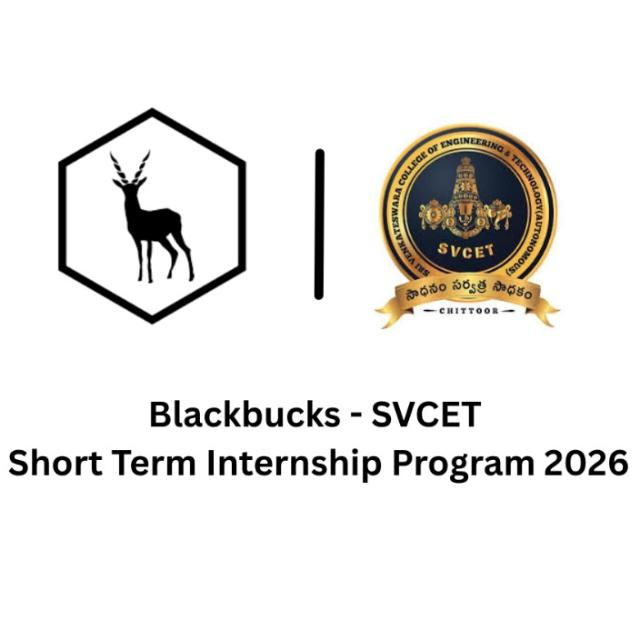 SRI VENKATESWARA COLLEGE OF ENGINEERING & TECHNOLOGY(AUTONOMOUS)
SVCET
సాధనం సర్వత్ర సాధకం
CHITTOOR
Blackbucks - SVCET
Short Term Internship Program 2026